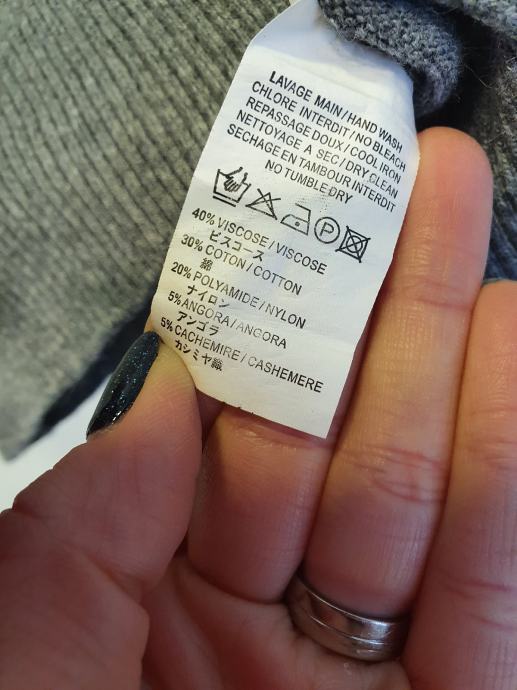 LAVAGE MAIN/HAND WASH
CHLORE INTERDIT/NO BLEACH
REPASSAGE DOUX/COOL IRON
NETTOYAGE A SEC/DRY CLEAN
SECHAGE EN TAMBOUR INTERDIT
NO TUMBLE DRY
P
40% VISCOSE/VISCOSE
ビスコース
30% COTON/COTTON
綿
20% POLYAMIDE/NYLON
ナイロン
5% ANGORA/ANGORA
アンゴラ
5% CACHEMIRE/CASHEMERE
カシミヤ織